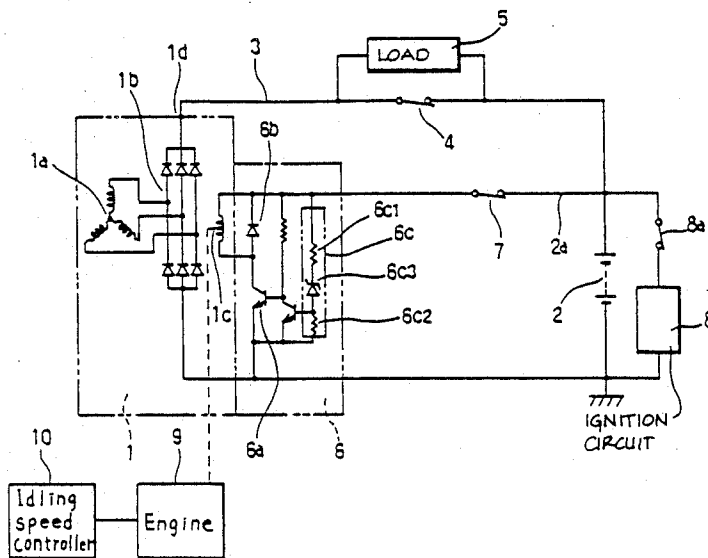 5
LOAD
1d
3
1b
6b
4
1a
6c1
6c
8a
7
2a
6c3
1c
2
8
6c2
IGNITION
CIRCUIT
1
6a
6
10
9
Idling
speed
controller
Engine